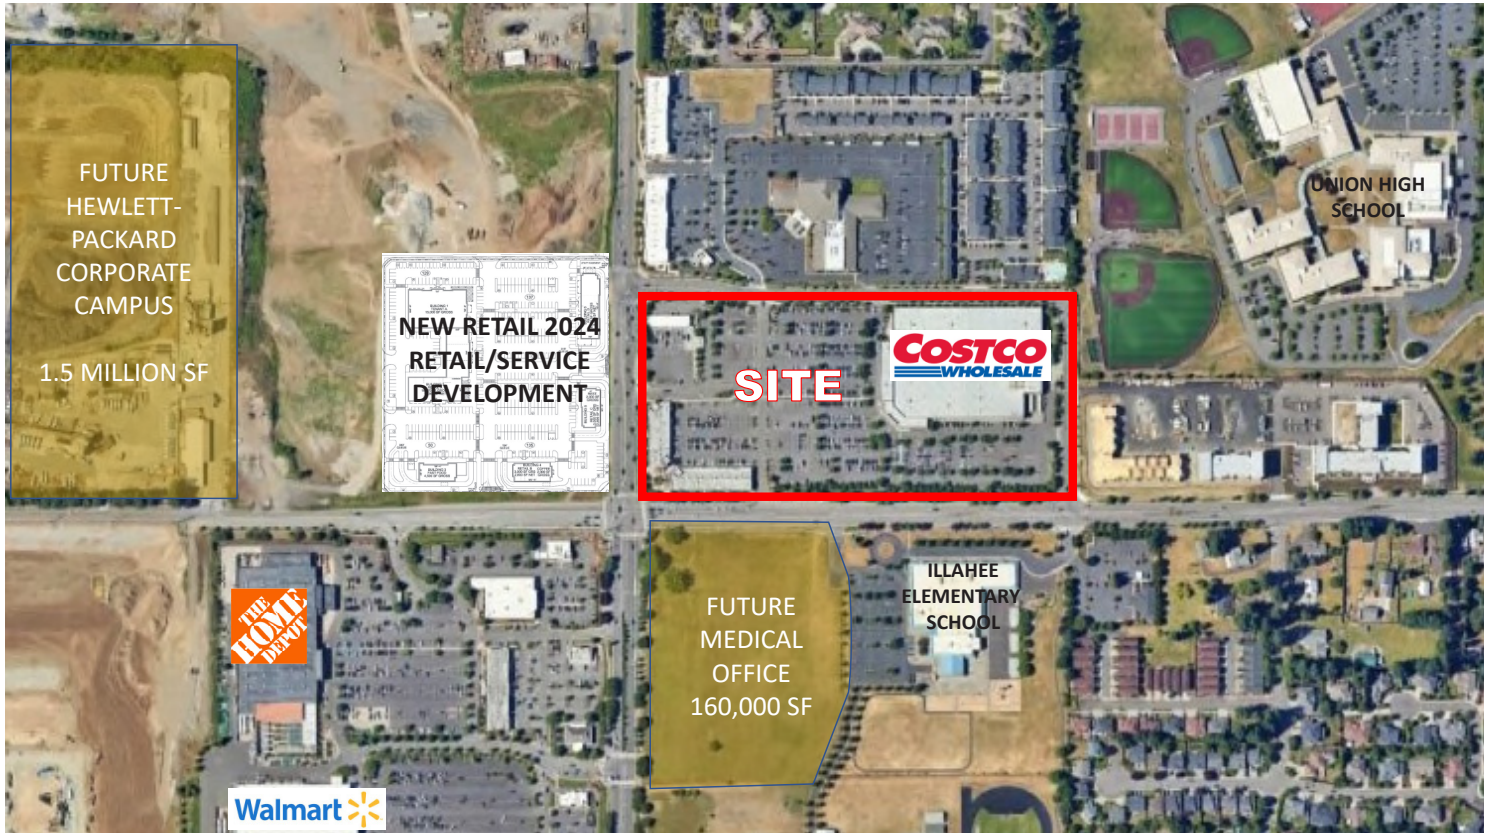 FUTURE
HEWLETT-
PACKARD
CORPORATE
CAMPUS
1.5 MILLION SF
NEW RETAIL 2024
RETAIL/SERVICE
DEVELOPMENT
SITE
COSTCO
WHOLESALE
UNION HIGH
SCHOOL
THE
HOME
DEPOT
Walmart
FUTURE
MEDICAL
OFFICE
160,000 SF
ILLAHEE
ELEMENTARY
SCHOOL